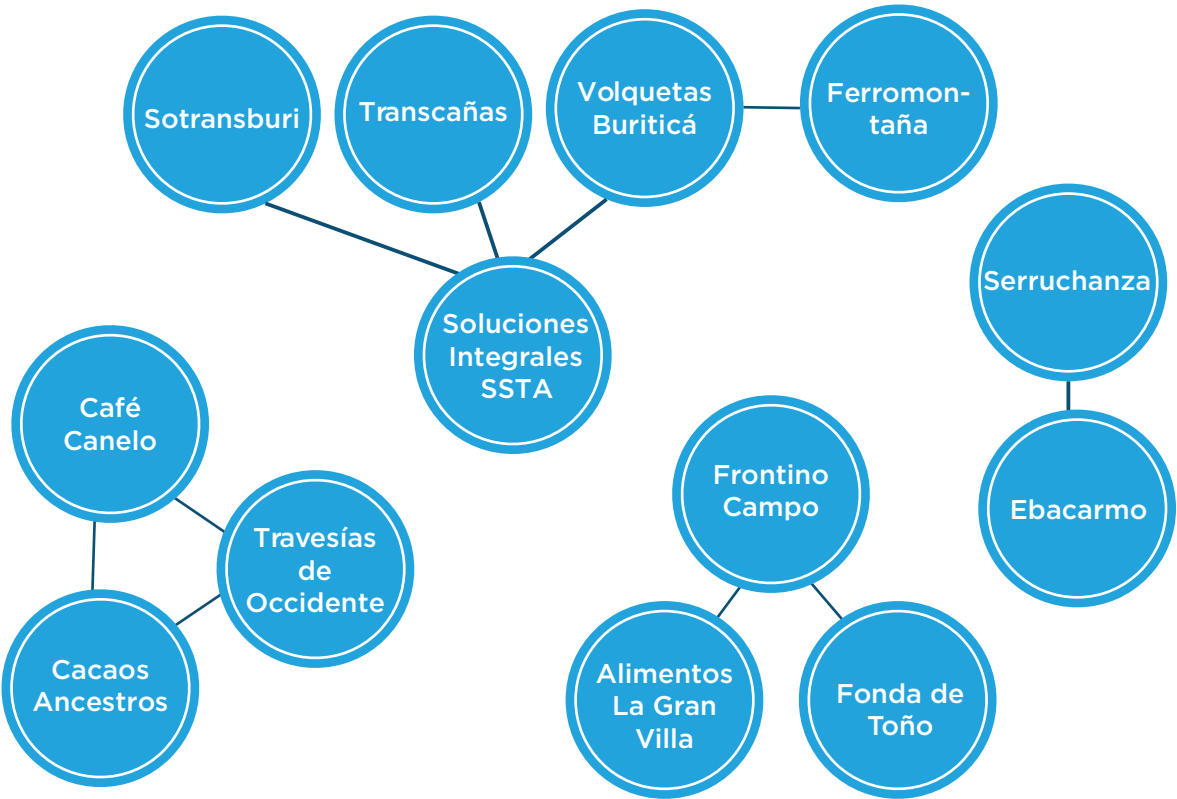 Sotransburi
Transcañas
Volquetas
Buriticá
Ferromon-
taña
Serruchanza
Soluciones
Integrales
SSTA
Café
Canelo
Frontino
Campo
Ebacarmo
Travesías
de
Occidente
Cacaos
Ancestros
Alimentos
La Gran
Villa
Fonda de
Toño